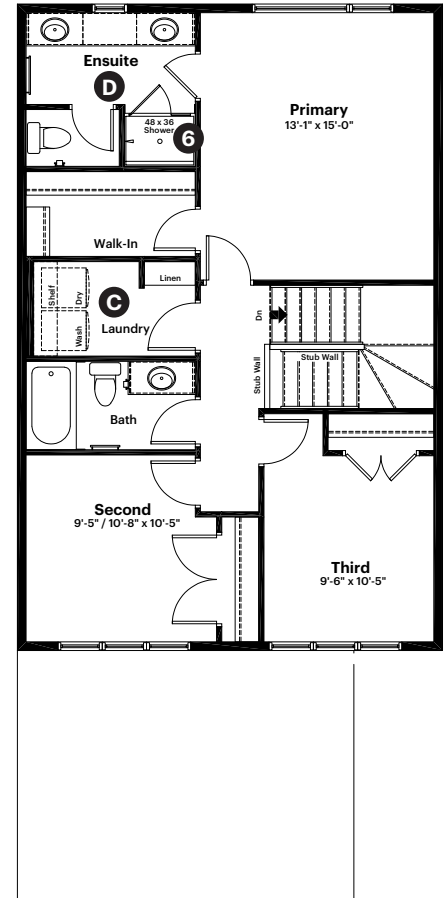 Ensuite
D
48 x 36
Shower
6
Primary
13'-1" x 15'-0"
Walk-In
Linen
Shelf
Dry
C
Wash
Laundry
Dn
Stub Wall
Stub Wall
Bath
Second
9'-5" / 10'-8" x 10'-5"
Third
9'-6" x 10'-5"